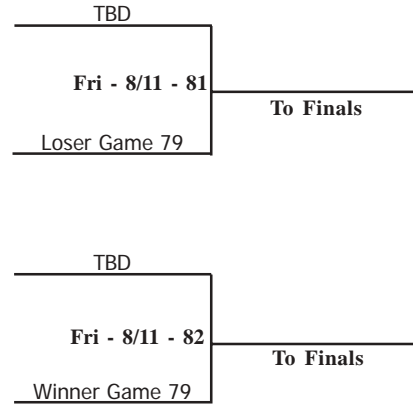 TBD
Fri - 8/11 - 81
To Finals
Loser Game 79
TBD
Fri - 8/11 - 82
To Finals
Winner Game 79